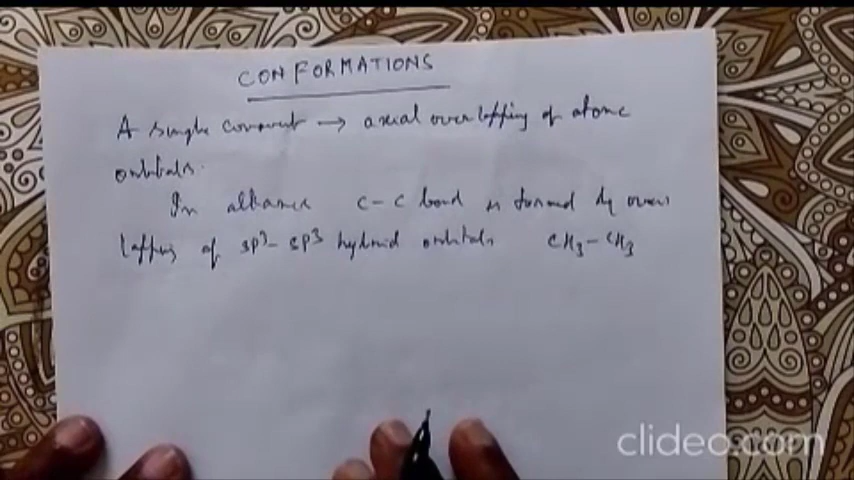 CONFORMATIONS
A single covalent → axial overlapping of atomic
orbitals.
In alkanes C-C bond is formed by over
lapping of sp3- sp3 hybrid orbitals CH3-CH3
clideo.com